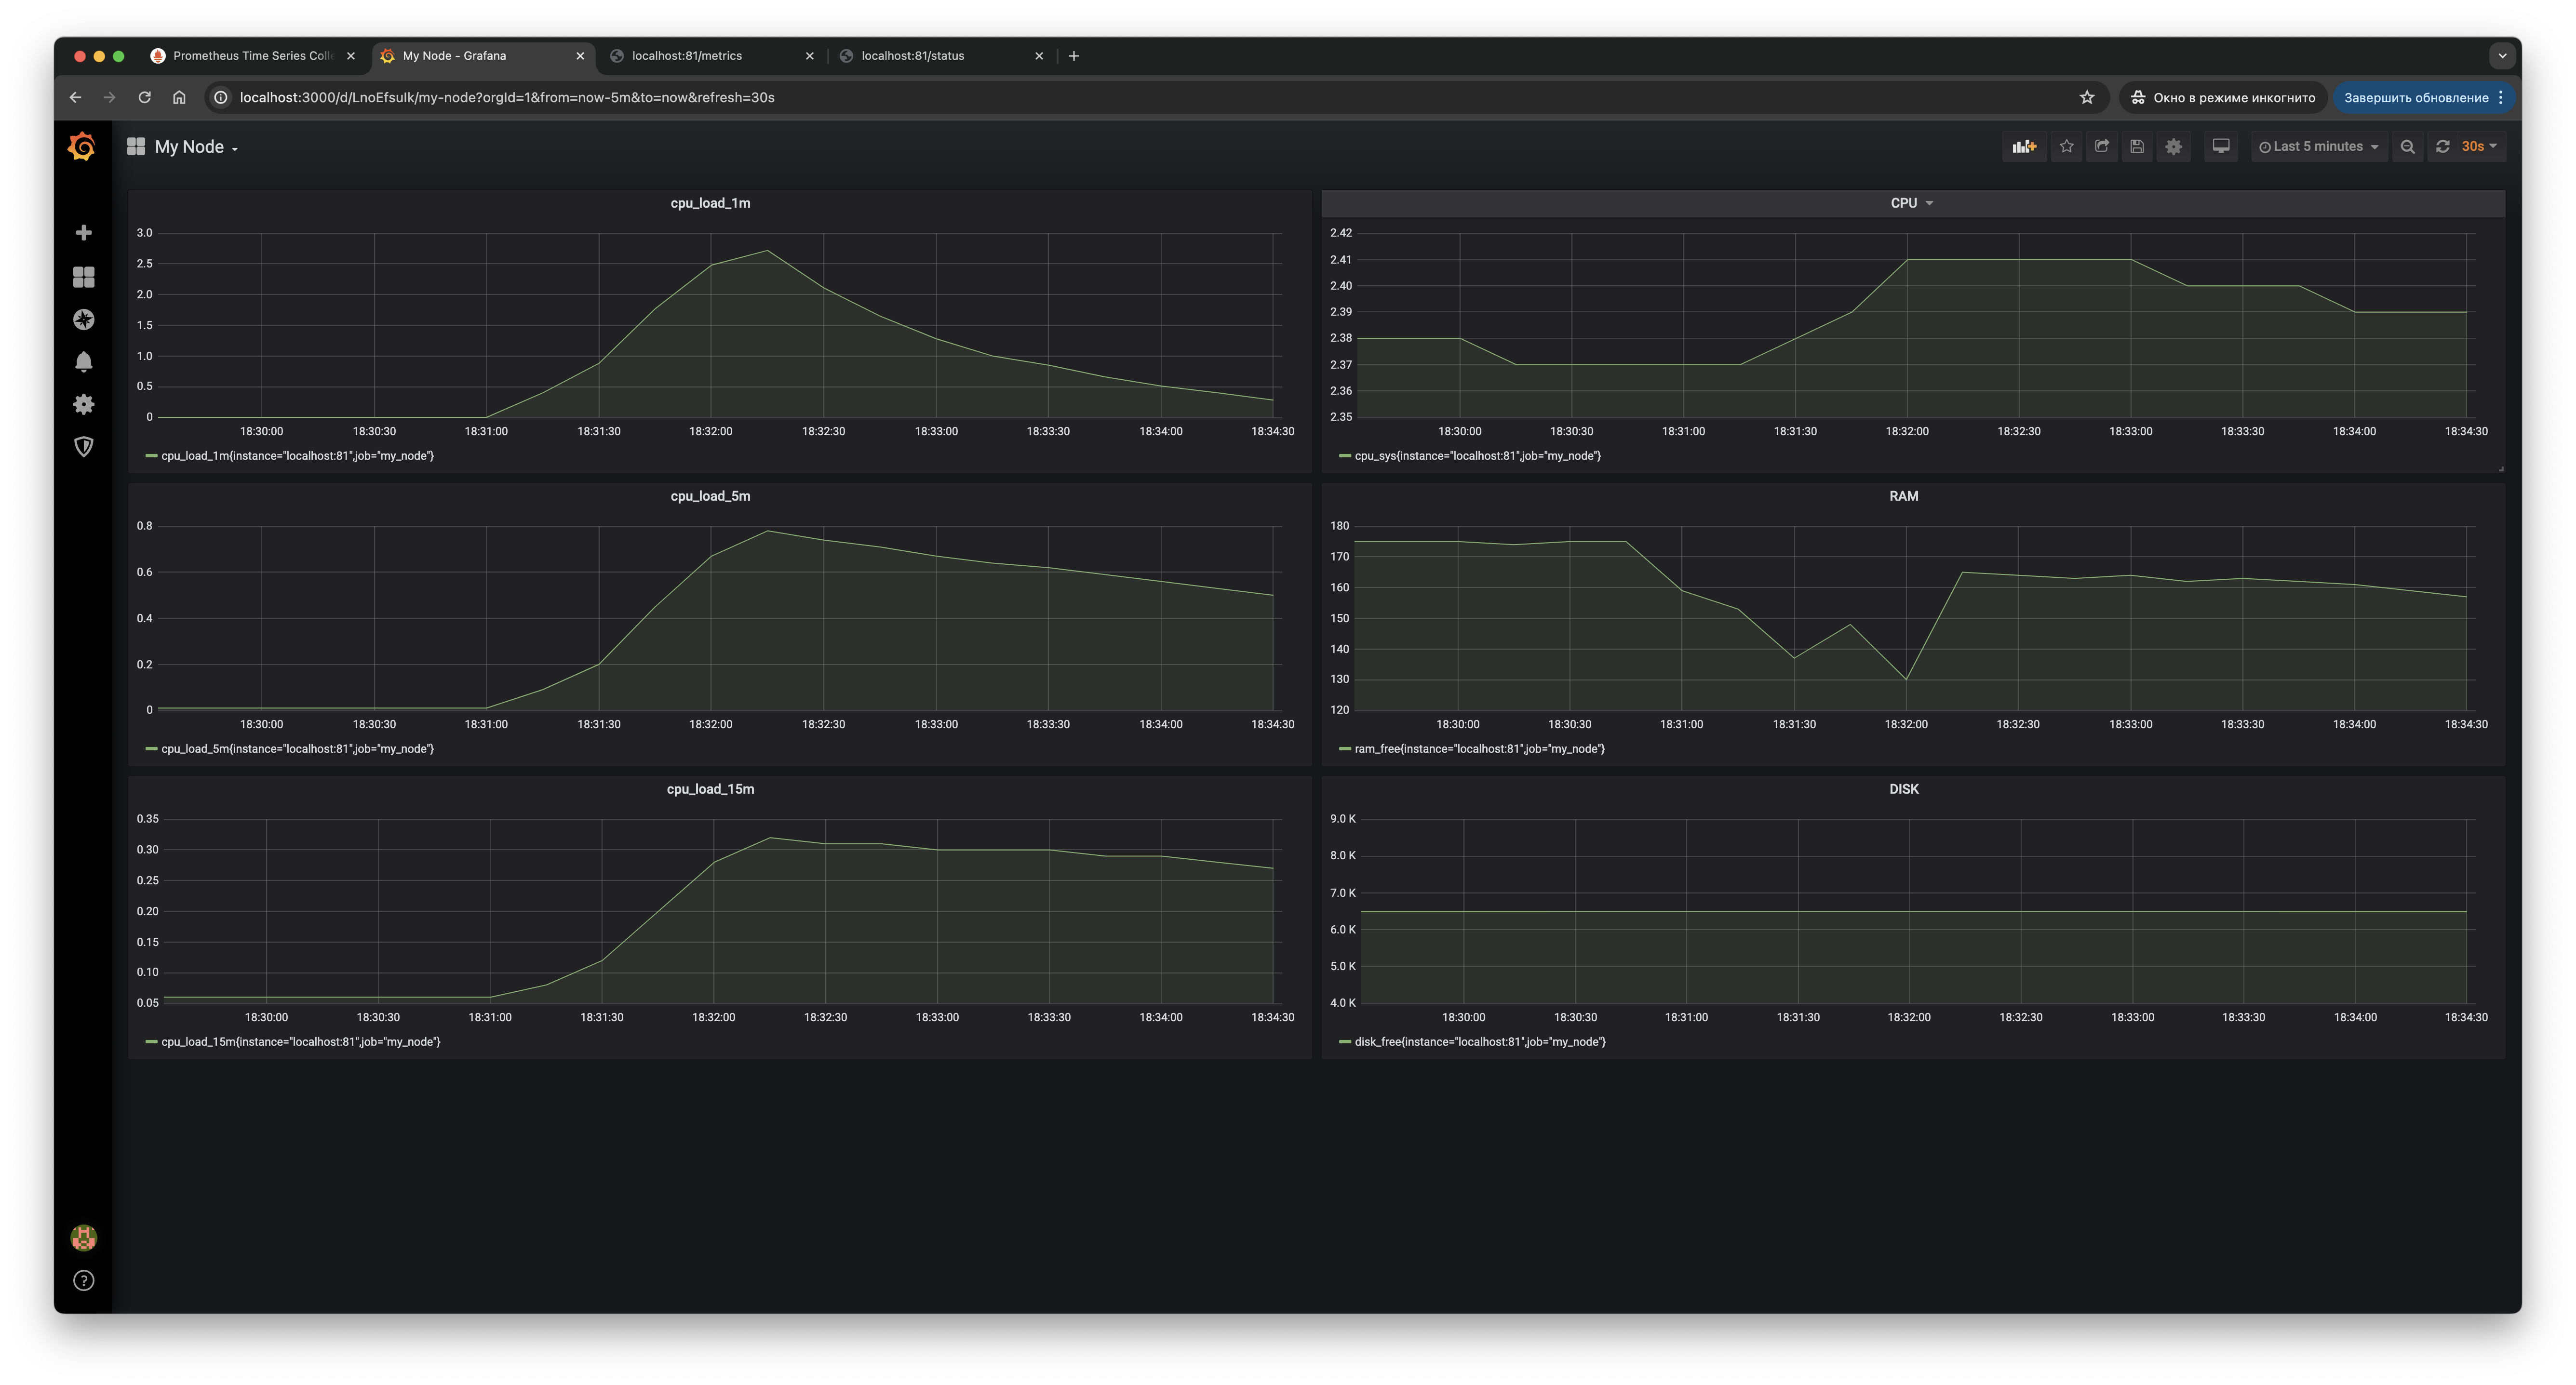 Prometheus Time Series Colle
My Node - Grafana
localhost:81/metrics
localhost:81/status
localhost:3000/d/LnoEfsulk/my-node?orgId=1&from=now-5m&to=now&refresh=30s
Окно в режиме инкогнито
Завершить обновление
My Node
Last 5 minutes
30s
cpu_load_1m
3.0
2.5
2.0
1.5
1.0
0.5
0
18:30:00 18:30:30 18:31:00 18:31:30 18:32:00 18:32:30 18:33:00 18:33:30 18:34:00 18:34:30
cpu_load_1m{instance="localhost:81",job="my_node"}
CPU
2.42
2.41
2.40
2.39
2.38
2.37
2.36
2.35
18:30:00 18:30:30 18:31:00 18:31:30 18:32:00 18:32:30 18:33:00 18:33:30 18:34:00 18:34:30
cpu_sys{instance="localhost:81",job="my_node"}
cpu_load_5m
0.8
0.6
0.4
0.2
0
18:30:00 18:30:30 18:31:00 18:31:30 18:32:00 18:32:30 18:33:00 18:33:30 18:34:00 18:34:30
cpu_load_5m{instance="localhost:81",job="my_node"}
RAM
180
170
160
150
140
130
120
18:30:00 18:30:30 18:31:00 18:31:30 18:32:00 18:32:30 18:33:00 18:33:30 18:34:00 18:34:30
ram_free{instance="localhost:81",job="my_node"}
cpu_load_15m
0.35
0.30
0.25
0.20
0.15
0.10
0.05
18:30:00 18:30:30 18:31:00 18:31:30 18:32:00 18:32:30 18:33:00 18:33:30 18:34:00 18:34:30
cpu_load_15m{instance="localhost:81",job="my_node"}
DISK
9.0 K
8.0 K
7.0 K
6.0 K
5.0 K
4.0 K
18:30:00 18:30:30 18:31:00 18:31:30 18:32:00 18:32:30 18:33:00 18:33:30 18:34:00 18:34:30
disk_free{instance="localhost:81",job="my_node"}